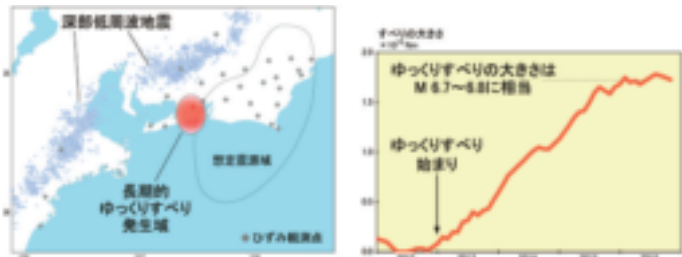 深部低周波地震
想定震源域
長期的
ゆっくりすべり
発生域
ひずみ観測点
すべりの大きさ
ゆっくりすべりの大きさは
M 6.7〜6.8に相当
ゆっくりすべり
始まり